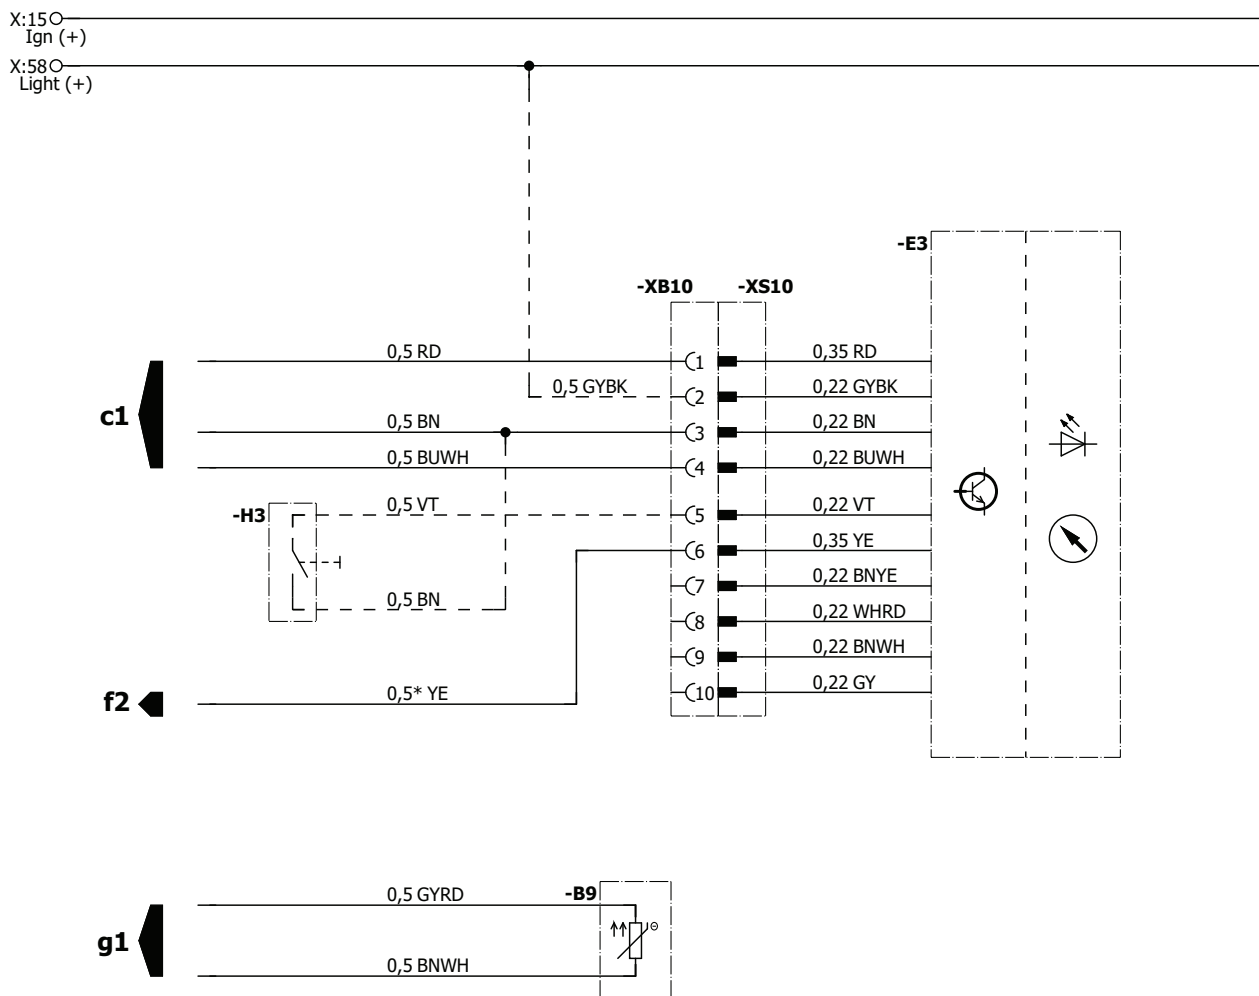 X:15
Ign (+)
X:58
Light (+)
-E3
-XB10 -XS10
0,5 RD 1 0,35 RD
0,5 GYBK 2 0,22 GYBK
c1
0,5 BN 3 0,22 BN
0,5 BUWH 4 0,22 BUWH
-H3 0,5 VT 5 0,22 VT
6 0,35 YE
7 0,22 BNYE
0,5 BN
8 0,22 WHRD
9 0,22 BNWH
f2 0,5* YE 10 0,22 GY
0,5 GYRD -B9
g1
0,5 BNWH